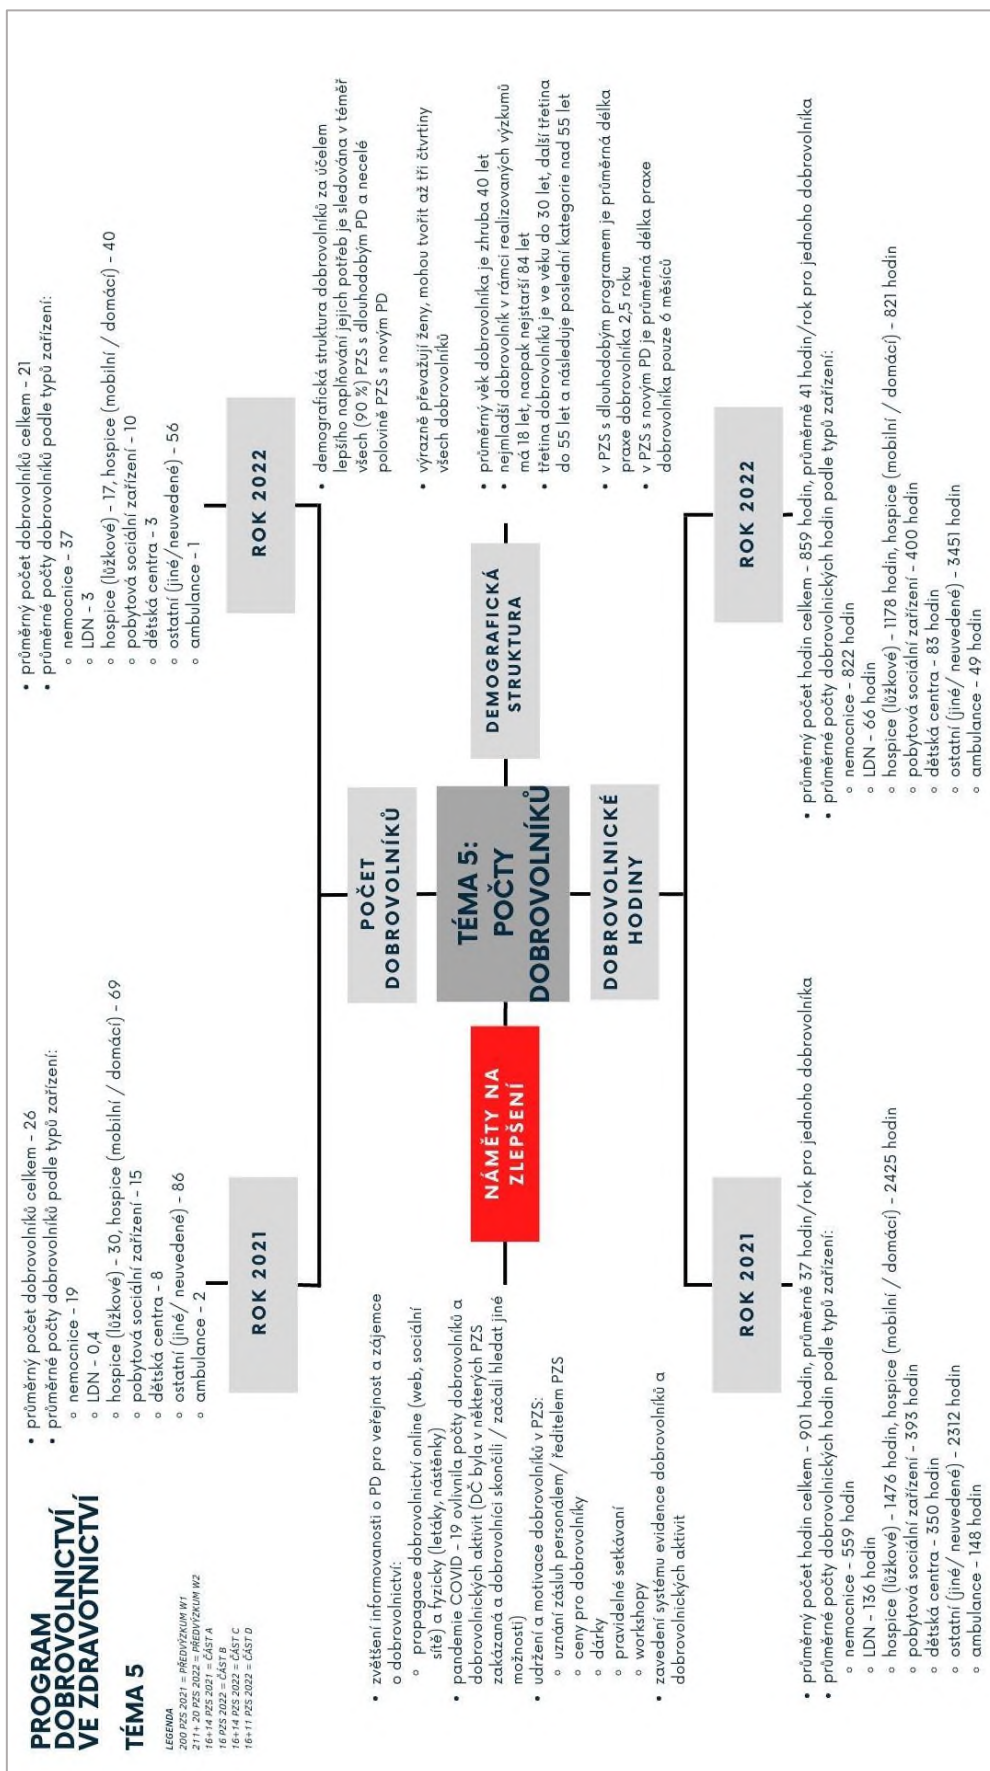 PROGRAM
DOBROVOLNICTVÍ
VE ZDRAVOTNICTVÍ
TÉMA 5
LEGENDA
200 PZS 2021 = PŘEDVÝZKUM W1
211+ 20 PZS 2022 = PŘEDVÝZKUM W2
16+14 PZS 2021 = ČÁST A
16 PZS 2022 = ČÁST B
16+14 PZS 2022 = ČÁST C
16+11 PZS 2022 = ČÁST D
• průměrný počet dobrovolníků celkem – 26
• průměrné počty dobrovolníků podle typů zařízení:
○ nemocnice – 19
○ LDN – 0,4
○ hospice (lůžkové) – 30, hospice (mobilní / domácí) – 69
○ pobytová sociální zařízení – 15
○ dětská centra – 8
○ ostatní (jiné/ neuvedené) – 86
○ ambulance – 2
ROK 2021
• průměrný počet dobrovolníků celkem – 21
• průměrné počty dobrovolníků podle typů zařízení:
○ nemocnice – 37
○ LDN – 3
○ hospice (lůžkové) – 17, hospice (mobilní / domácí) – 40
○ pobytová sociální zařízení – 10
○ dětská centra – 3
○ ostatní (jiné/neuvedené) – 56
○ ambulance – 1
ROK 2022
POČET
DOBROVOLNÍKŮ
• zvětšení informovanosti o PD pro veřejnost a zájemce
o dobrovolnictví:
○ propagace dobrovolnictví online (web, sociální
sítě) a fyzicky (letáky, nástěnky)
• pandemie COVID – 19 ovlivnila počty dobrovolníků a
dobrovolnických aktivit (DČ byla v některých PZS
zakázaná a dobrovolníci skončili / začali hledat jiné
možnosti)
• udržení a motivace dobrovolníků v PZS:
○ uznání zásluh personálem/ ředitelem PZS
○ ceny pro dobrovolníky
○ dárky
○ pravidelné setkávání
○ workshopy
• zavedení systému evidence dobrovolníků a
dobrovolnických aktivit
NÁMĚTY NA
ZLEPŠENÍ
TÉMA 5:
POČTY
DOBROVOLNÍKŮ
DEMOGRAFICKÁ
STRUKTURA
• demografická struktura dobrovolníků za účelem
lepšího naplňování jejich potřeb je sledována v téměř
všech (90 %) PZS s dlouhodobým PD a necelé
polovině PZS s novým PD
• výrazně převažují ženy, mohou tvořit až tři čtvrtiny
všech dobrovolníků
• průměrný věk dobrovolníka je zhruba 40 let
• nejmladší dobrovolník v rámci realizovaných výzkumů
má 18 let, naopak nejstarší 84 let
• třetina dobrovolníků je ve věku do 30 let, další třetina
do 55 let a následuje poslední kategorie nad 55 let
• v PZS s dlouhodobým programem je průměrná délka
praxe dobrovolníka 2,5 roku
• v PZS s novým PD je průměrná délka praxe
dobrovolníka pouze 6 měsíců
DOBROVOLNICKÉ
HODINY
ROK 2021
• průměrný počet hodin celkem – 901 hodin, průměrně 37 hodin/rok pro jednoho dobrovolníka
• průměrné počty dobrovolnických hodin podle typů zařízení:
○ nemocnice – 559 hodin
○ LDN – 136 hodin
○ hospice (lůžkové) – 1476 hodin, hospice (mobilní / domácí) – 2425 hodin
○ pobytová sociální zařízení – 393 hodin
○ dětská centra – 350 hodin
○ ostatní (jiné/ neuvedené) – 2312 hodin
○ ambulance – 148 hodin
ROK 2022
• průměrný počet hodin celkem – 859 hodin, průměrně 41 hodin/rok pro jednoho dobrovolníka
• průměrné počty dobrovolnických hodin podle typů zařízení:
○ nemocnice – 822 hodin
○ LDN – 66 hodin
○ hospice (lůžkové) – 1178 hodin, hospice (mobilní / domácí) – 821 hodin
○ pobytová sociální zařízení – 400 hodin
○ dětská centra – 83 hodin
○ ostatní (jiné/ neuvedené) – 3451 hodin
○ ambulance – 49 hodin